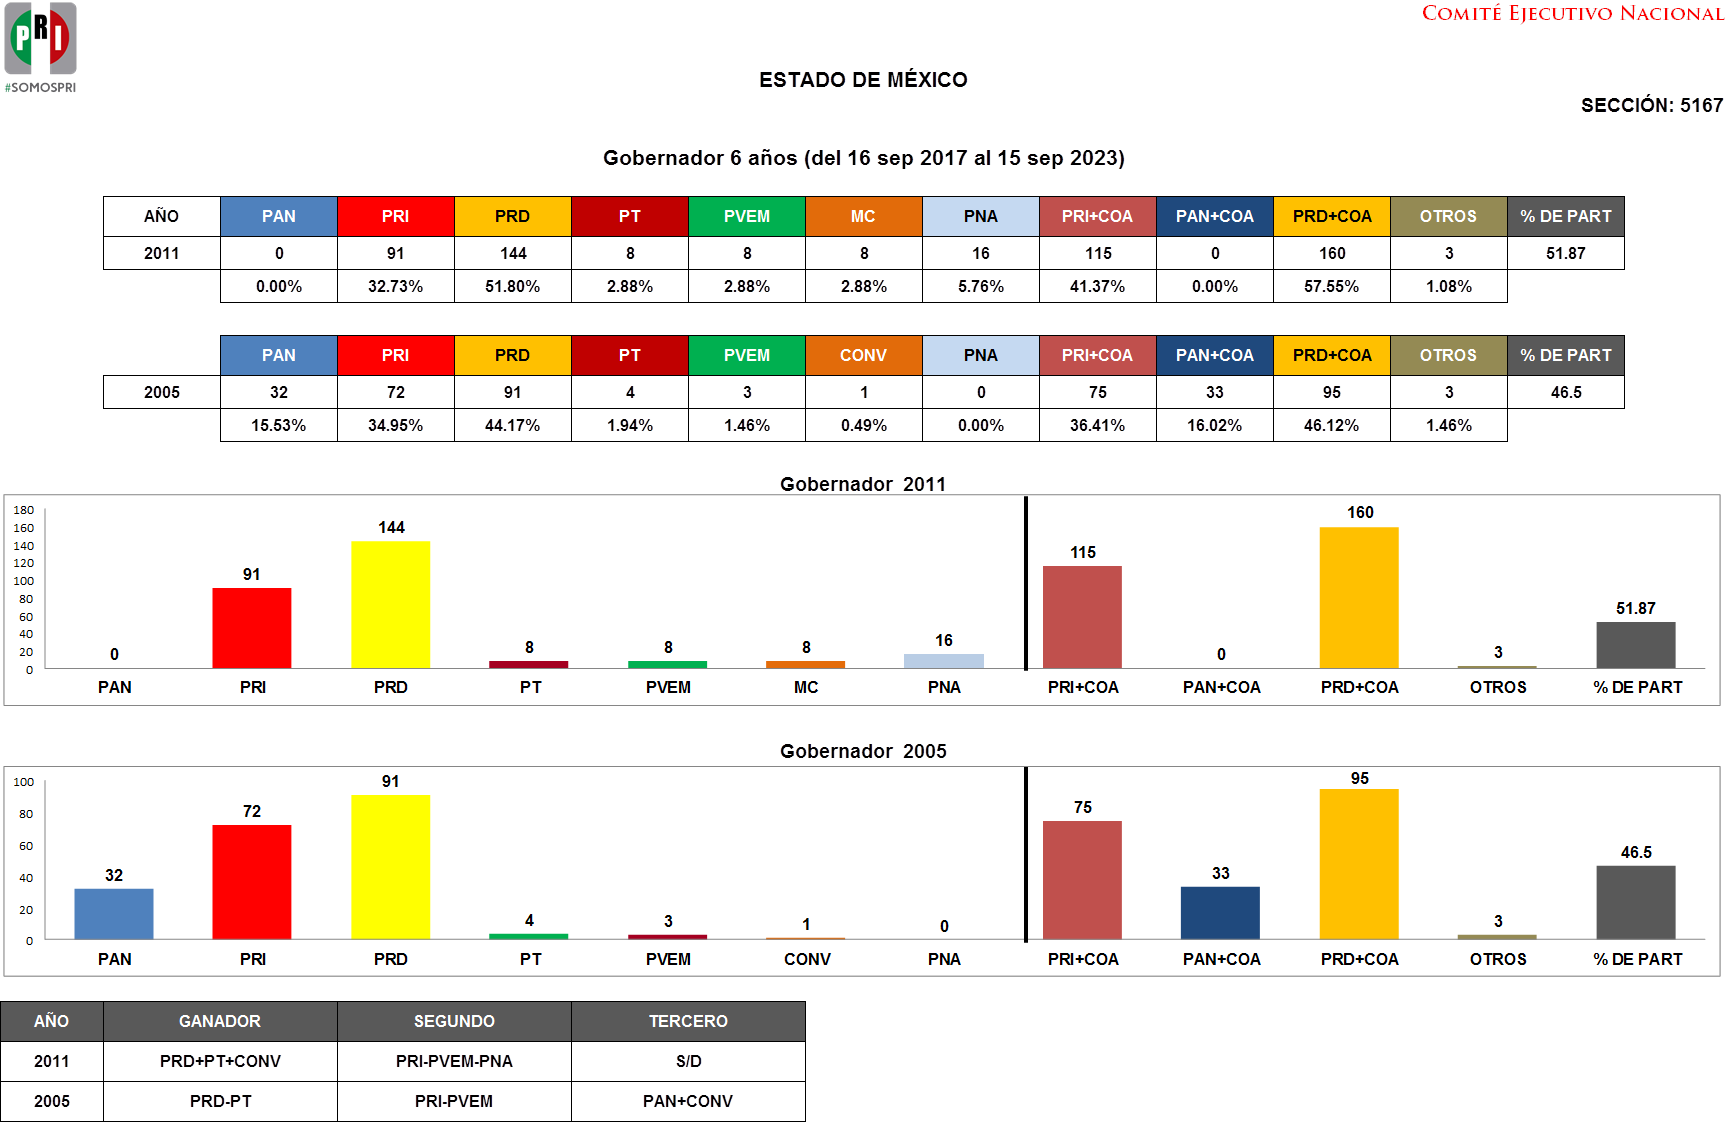 PRI
#SOMOSPRI
COMITÉ EJECUTIVO NACIONAL
ESTADO DE MÉXICO
SECCIÓN: 5167
Gobernador 6 años (del 16 sep 2017 al 15 sep 2023)
AÑO PAN PRI PRD PT PVEM MC PNA PRI+COA PAN+COA PRD+COA OTROS % DE PART
2011 0 91 144 8 8 8 16 115 0 160 3 51.87
0.00% 32.73% 51.80% 2.88% 2.88% 2.88% 5.76% 41.37% 0.00% 57.55% 1.08%
PAN PRI PRD PT PVEM CONV PNA PRI+COA PAN+COA PRD+COA OTROS % DE PART
2005 32 72 91 4 3 1 0 75 33 95 3 46.5
15.53% 34.95% 44.17% 1.94% 1.46% 0.49% 0.00% 36.41% 16.02% 46.12% 1.46%
Gobernador 2011
180
160
140
120
100
80
60
40
20
0
0 91 144 8 8 8 16 115 0 160 3 51.87
PAN PRI PRD PT PVEM MC PNA PRI+COA PAN+COA PRD+COA OTROS % DE PART
Gobernador 2005
100
80
60
40
20
0
32 72 91 4 3 1 0 75 33 95 3 46.5
PAN PRI PRD PT PVEM CONV PNA PRI+COA PAN+COA PRD+COA OTROS % DE PART
AÑO GANADOR SEGUNDO TERCERO
2011 PRD+PT+CONV PRI-PVEM-PNA S/D
2005 PRD-PT PRI-PVEM PAN+CONV